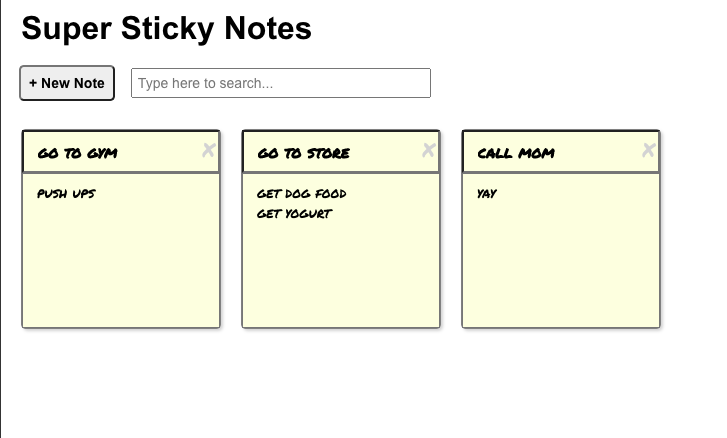 Super Sticky Notes
+ New Note
Type here to search...
GO TO GYM
PUSH UPS
GO TO STORE
GET DOG FOOD
GET YOGURT
CALL MOM
YAY